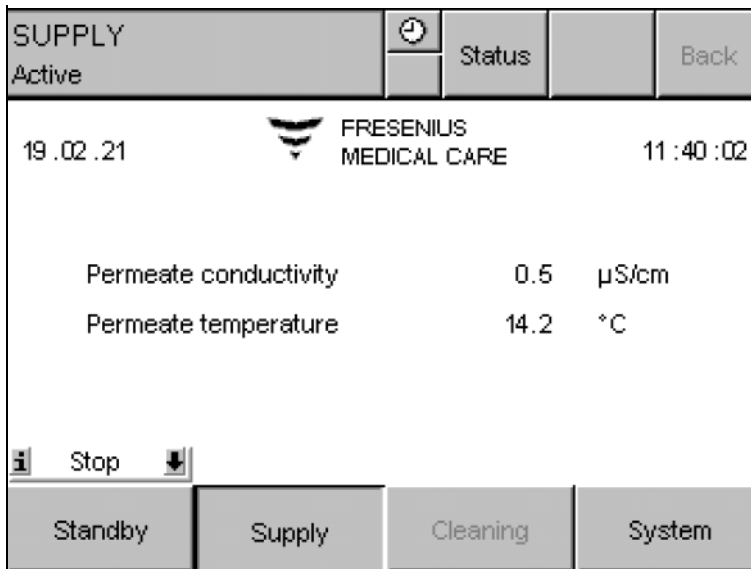 SUPPLY
Active
Status
Back
19.02.21
FRESENIUS
MEDICAL CARE
11:40:02
Permeate conductivity 0.5 µS/cm
Permeate temperature 14.2 °C
i Stop
Standby
Supply
Cleaning
System